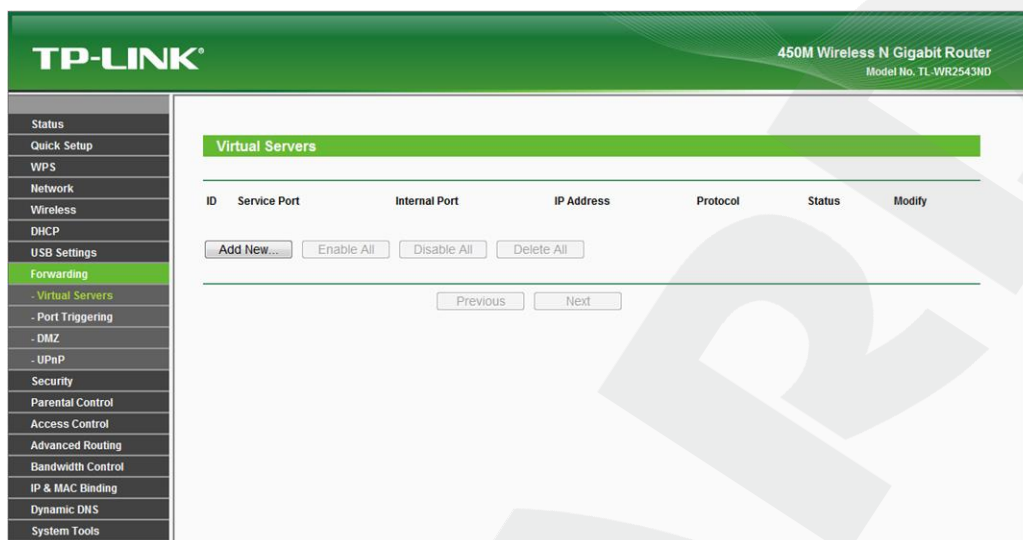 TP-LINK®
450M Wireless N Gigabit Router
Model No. TL-WR2543ND
Status
Quick Setup
WPS
Network
Wireless
DHCP
USB Settings
Forwarding
- Virtual Servers
- Port Triggering
- DMZ
- UPnP
Security
Parental Control
Access Control
Advanced Routing
Bandwidth Control
IP & MAC Binding
Dynamic DNS
System Tools
Virtual Servers
ID Service Port Internal Port IP Address Protocol Status Modify
Add New... Enable All Disable All Delete All
Previous Next